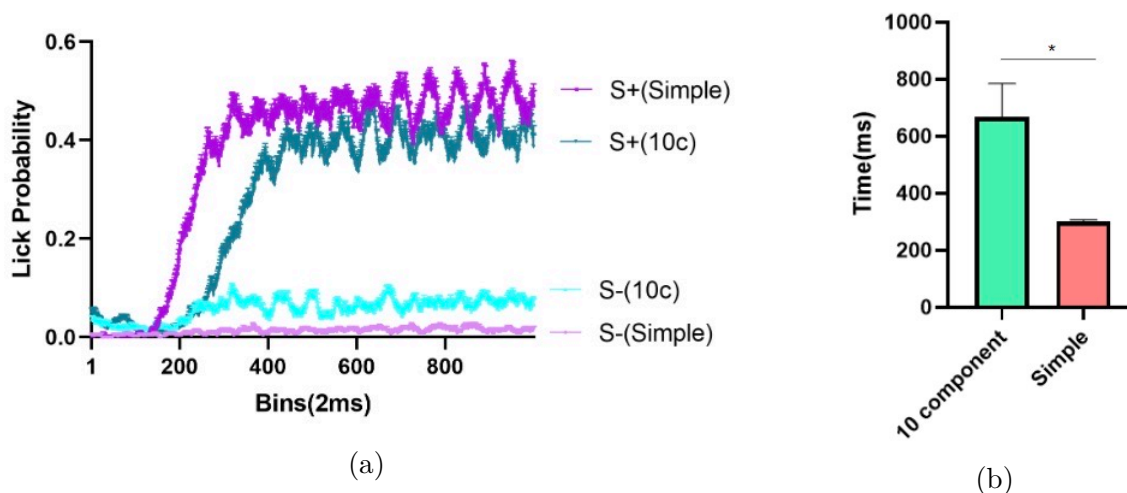 0.6
0.4
0.2
0.0
Lick Probability
1 200 400 600 800
Bins(2ms)
S+(Simple)
S+(10c)
S-(10c)
S-(Simple)
(a)
1000
800
600
400
200
0
Time(ms)
*
10 component
Simple
(b)